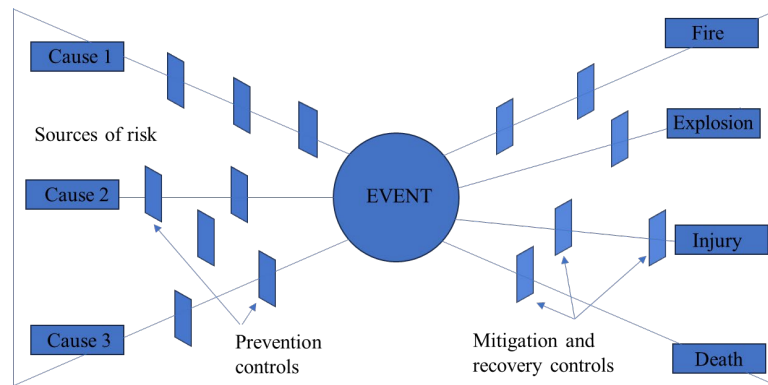 Cause 1
Sources of risk
Cause 2
Cause 3
Prevention
controls
EVENT
Fire
Explosion
Injury
Death
Mitigation and
recovery controls